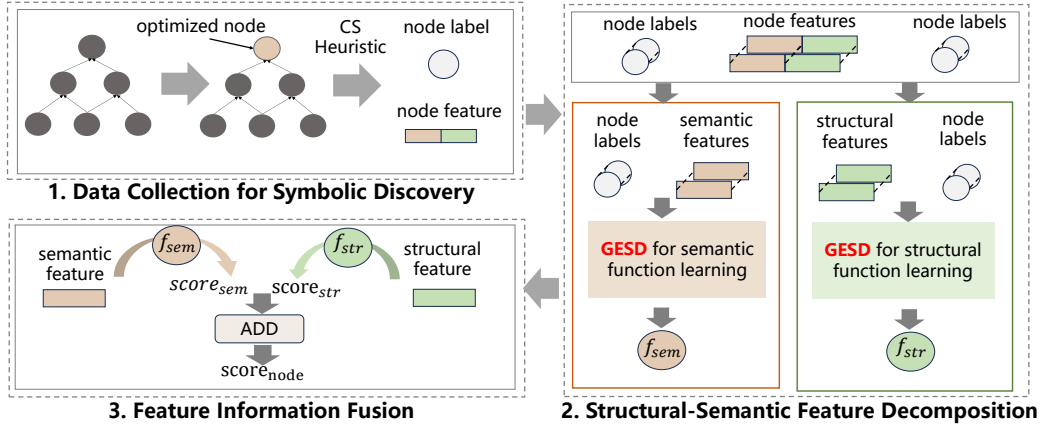 optimized node
CS
Heuristic
node label
node feature
1. Data Collection for Symbolic Discovery
node labels
node features
node labels
node
labels
semantic
features
structural
features
node
labels
GESD for semantic
function learning
GESD for structural
function learning
f_sem
f_str
2. Structural-Semantic Feature Decomposition
semantic
feature
f_sem
f_str
structural
feature
score_sem
score_str
ADD
score_node
3. Feature Information Fusion